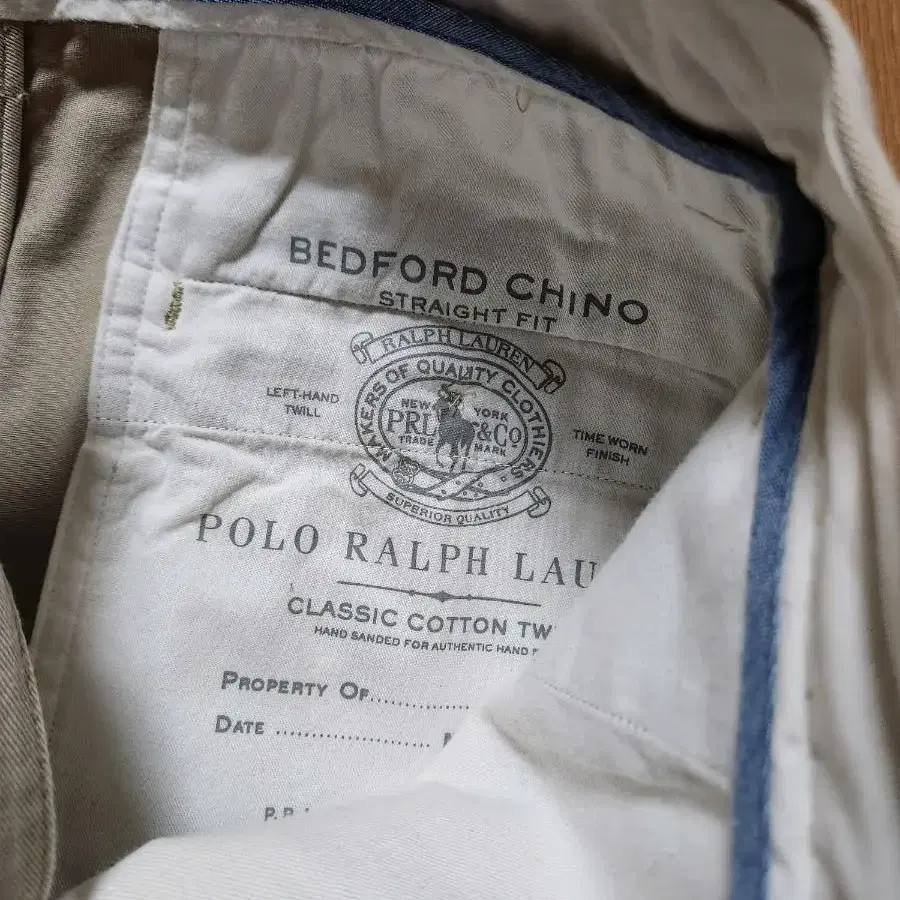 BEDFORD CHINO
STRAIGHT FIT
RALPH LAUREN
MAKERS OF QUALITY CLOTHIERS
LEFT-HAND
TWILL
NEW YORK
PRL &CO
TRADE MARK
TIME WORN
FINISH
SUPERIOR QUALITY
POLO RALPH LAU
CLASSIC COTTON TW
HAND SANDED FOR AUTHENTIC HAND
PROPERTY OF
DATE